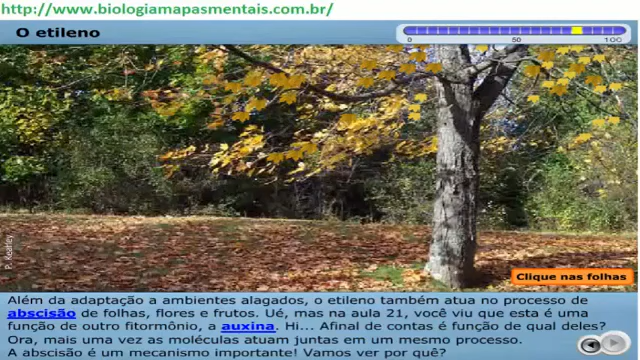 http://www.biologiamapasmentais.com.br/
O etileno
0 50 100
P. Keatley
Clique nas folhas
Além da adaptação a ambientes alagados, o etileno também atua no processo de
abscisão de folhas, flores e frutos. Ué, mas na aula 21, você viu que esta é uma
função de outro fitormônio, a auxina. Hi... Afinal de contas é função de qual deles?
Ora, mais uma vez as moléculas atuam juntas em um mesmo processo.
A abscisão é um mecanismo importante! Vamos ver por quê?